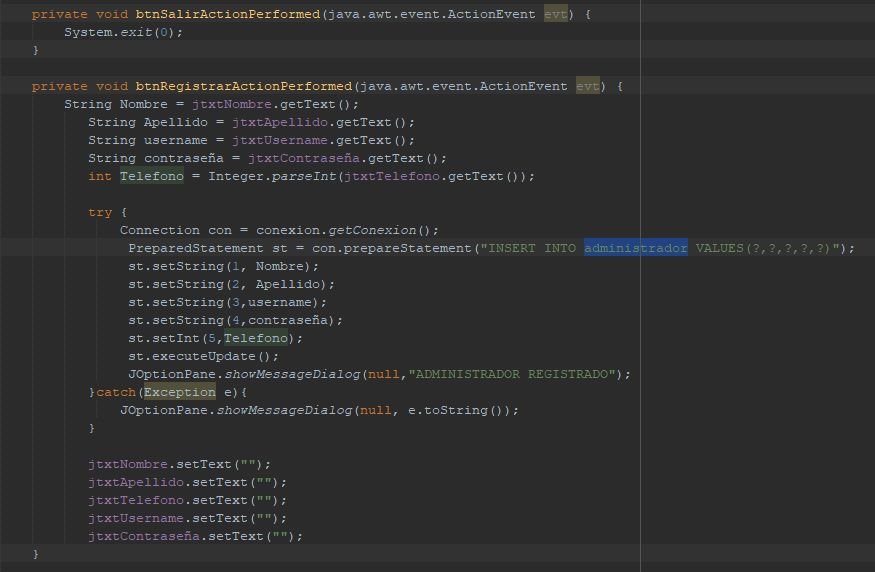 private void btnSalirActionPerformed(java.awt.event.ActionEvent evt) {
System.exit(0);
}
private void btnRegistrarActionPerformed(java.awt.event.ActionEvent evt) {
String Nombre = jtxtNombre.getText();
String Apellido = jtxtApellido.getText();
String username = jtxtUsername.getText();
String contraseña = jtxtContraseña.getText();
int Telefono = Integer.parseInt(jtxtTelefono.getText());
try {
Connection con = conexion.getConexion();
PreparedStatement st = con.prepareStatement("INSERT INTO administrador VALUES(?,?,?,?,?)");
st.setString(1, Nombre);
st.setString(2, Apellido);
st.setString(3,username);
st.setString(4,contraseña);
st.setInt(5,Telefono);
st.executeUpdate();
JOptionPane.showMessageDialog(null,"ADMINISTRADOR REGISTRADO");
}catch(Exception e){
JOptionPane.showMessageDialog(null, e.toString());
}
jtxtNombre.setText("");
jtxtApellido.setText("");
jtxtTelefono.setText("");
jtxtUsername.setText("");
jtxtContraseña.setText("");
}